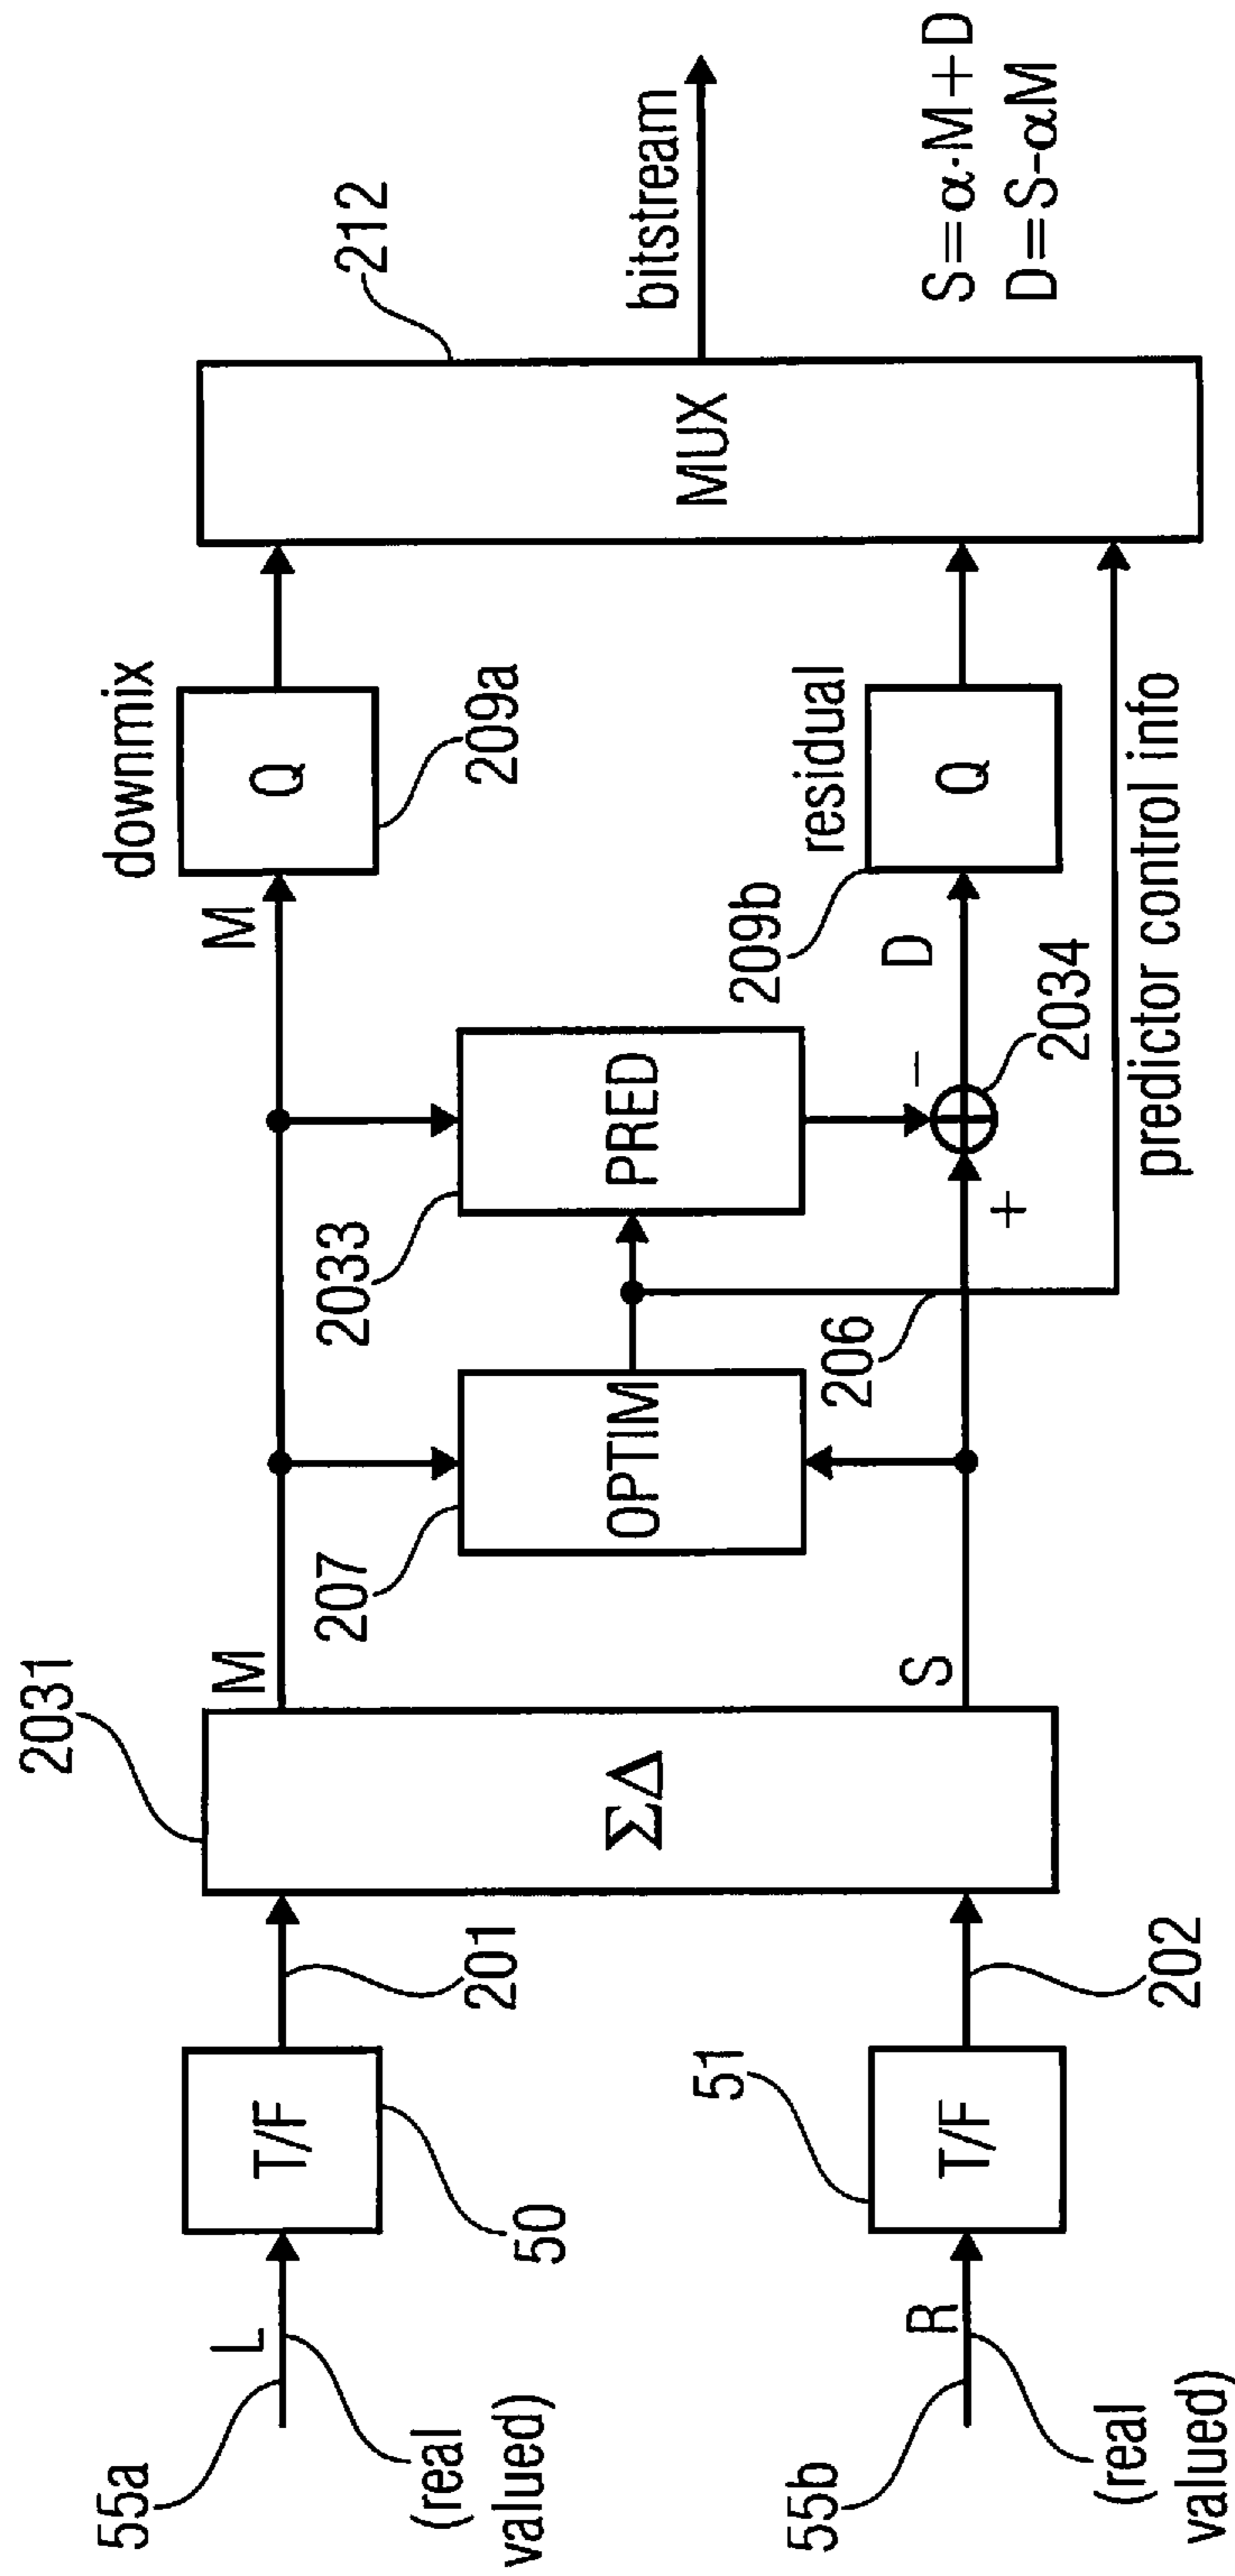 55a
L
(real
valued)
T/F
50
201
2031
M
ΣΔ
55b
R
(real
valued)
51
T/F
202
S
207
OPTIM
2033
PRED
206
+
−
2034
M
D
downmix
Q
209a
209b
residual
Q
predictor control info
212
MUX
bitstream
S=α·M+D
D=S-αM